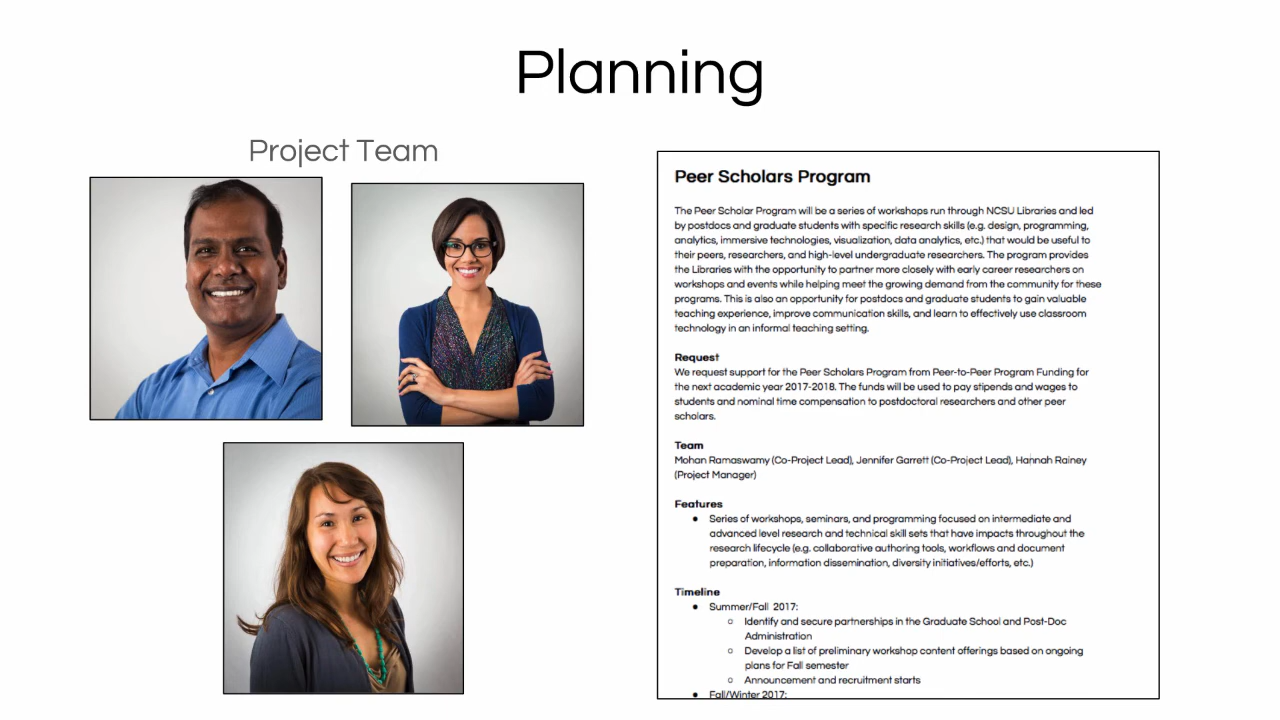 Planning
Project Team
Peer Scholars Program
The Peer Scholar Program will be a series of workshops run through NCSU Libraries and led
by postdocs and graduate students with specific research skills (e.g. design, programming,
analytics, immersive technologies, visualization, data analytics, etc.) that would be useful to
their peers, researchers, and high-level undergraduate researchers. The program provides
the Libraries with the opportunity to partner more closely with early career researchers on
workshops and events while helping meet the growing demand from the community for these
programs. This is also an opportunity for postdocs and graduate students to gain valuable
teaching experience, improve communication skills, and learn to effectively use classroom
technology in an informal teaching setting.
Request
We request support for the Peer Scholars Program from Peer-to-Peer Program Funding for
the next academic year 2017-2018. The funds will be used to pay stipends and wages to
students and nominal time compensation to postdoctoral researchers and other peer
scholars.
Team
Mohan Ramaswamy (Co-Project Lead), Jennifer Garrett (Co-Project Lead), Hannah Rainey
(Project Manager)
Features
● Series of workshops, seminars, and programming focused on intermediate and
advanced level research and technical skill sets that have impacts throughout the
research lifecycle (e.g. collaborative authoring tools, workflows and document
preparation, information dissemination, diversity initiatives/efforts, etc.)
Timeline
● Summer/Fall 2017:
○ Identify and secure partnerships in the Graduate School and Post-Doc
Administration
○ Develop a list of preliminary workshop content offerings based on ongoing
plans for Fall semester
○ Announcement and recruitment starts
● Fall/Winter 2017: